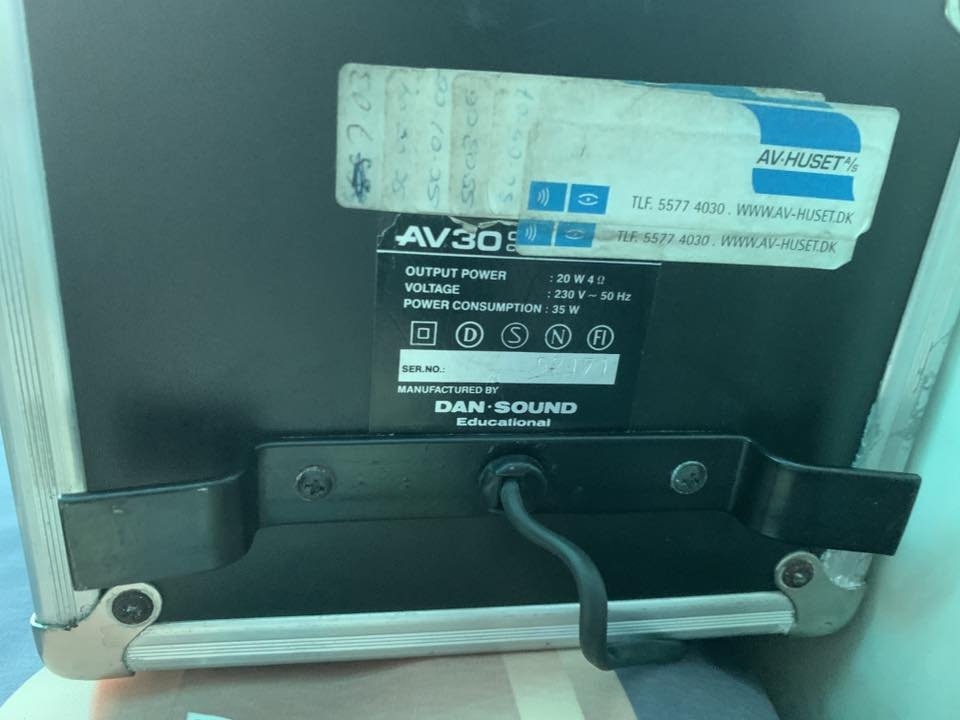 AV-HUSET A/S
TLF. 5577 4030 . WWW.AV-HUSET.DK
TLF. 5577 4030 . WWW.AV-HUSET.DK
AV30
OUTPUT POWER : 20 W 4 Ω
VOLTAGE : 230 V ~ 50 Hz
POWER CONSUMPTION : 35 W
D S N FI
SER.NO.:
MANUFACTURED BY
DAN·SOUND
Educational